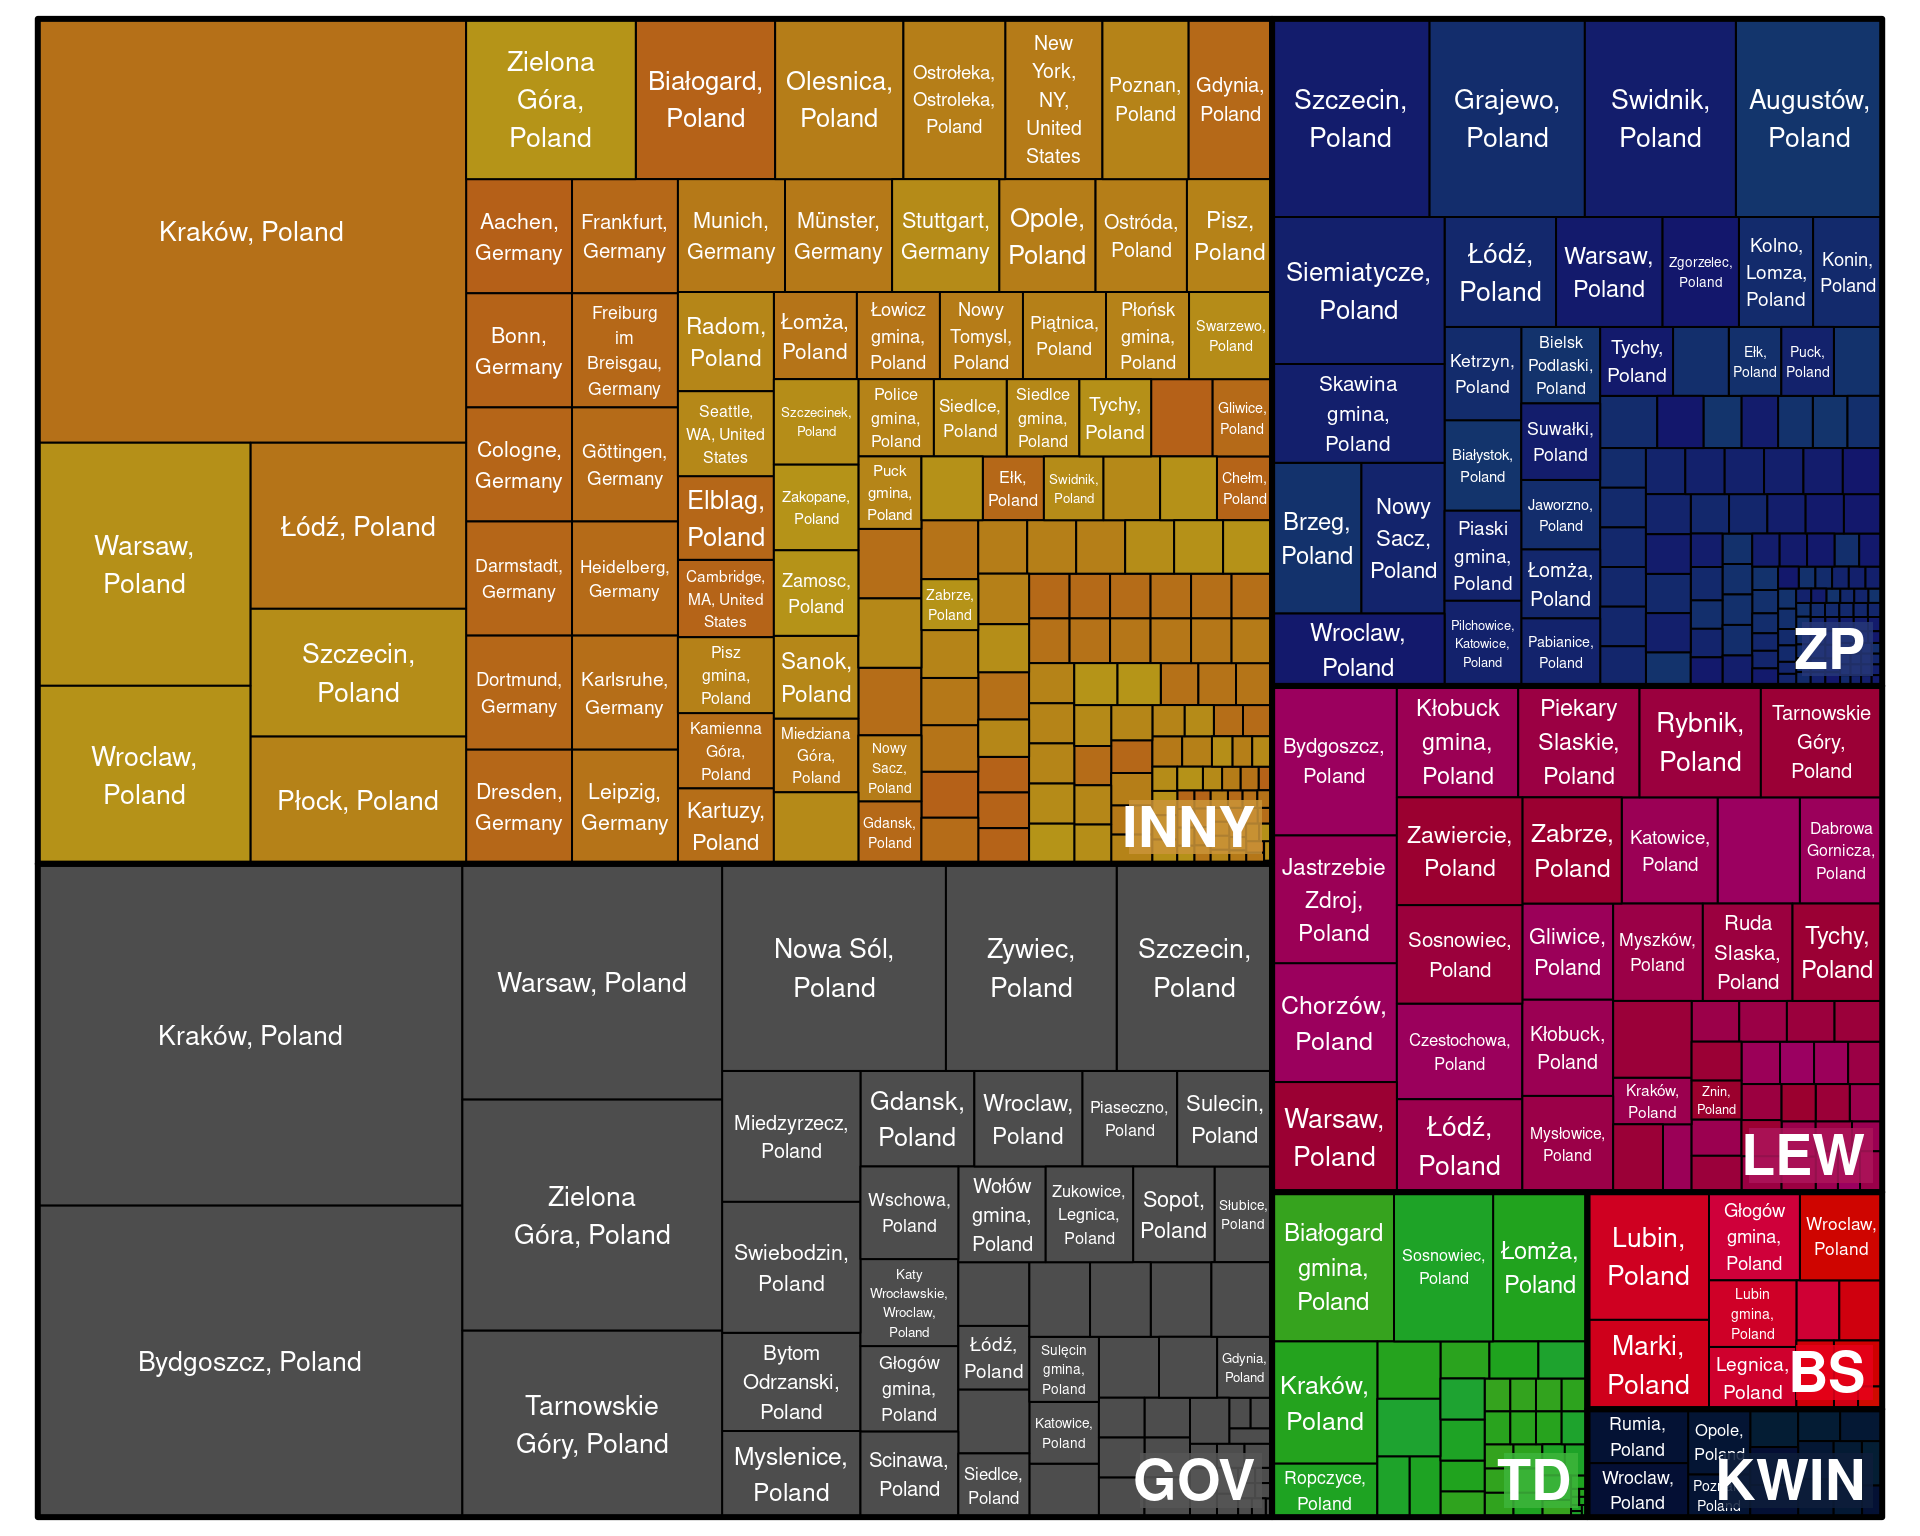 Kraków, Poland
Warsaw,
Poland
Łódź, Poland
Szczecin,
Poland
Wroclaw,
Poland
Płock, Poland
Zielona
Góra,
Poland
Białogard,
Poland
Olesnica,
Poland
Ostrołeka,
Ostroleka,
Poland
New
York,
NY,
United
States
Poznan,
Poland
Gdynia,
Poland
Aachen,
Germany
Frankfurt,
Germany
Munich,
Germany
Münster,
Germany
Stuttgart,
Germany
Opole,
Poland
Ostróda,
Poland
Pisz,
Poland
Bonn,
Germany
Freiburg
im
Breisgau,
Germany
Radom,
Poland
Łomża,
Poland
Łowicz
gmina,
Poland
Nowy
Tomysl,
Poland
Piątnica,
Poland
Płońsk
gmina,
Poland
Swarzewo,
Poland
Seattle,
WA, United
States
Szczecinek,
Poland
Police
gmina,
Poland
Siedlce,
Poland
Siedlce
gmina,
Poland
Tychy,
Poland
Gliwice,
Poland
Cologne,
Germany
Göttingen,
Germany
Elblag,
Poland
Zakopane,
Poland
Puck
gmina,
Poland
Ełk,
Poland
Swidnik,
Poland
Chełm,
Poland
Darmstadt,
Germany
Heidelberg,
Germany
Cambridge,
MA, United
States
Zamosc,
Poland
Zabrze,
Poland
Dortmund,
Germany
Karlsruhe,
Germany
Pisz
gmina,
Poland
Sanok,
Poland
Kamienna
Góra,
Poland
Miedziana
Góra,
Poland
Nowy
Sacz,
Poland
Dresden,
Germany
Leipzig,
Germany
Kartuzy,
Poland
Gdansk,
Poland
INNY
Szczecin,
Poland
Grajewo,
Poland
Swidnik,
Poland
Augustów,
Poland
Siemiatycze,
Poland
Łódź,
Poland
Warsaw,
Poland
Zgorzelec,
Poland
Kolno,
Lomza,
Poland
Konin,
Poland
Skawina
gmina,
Poland
Ketrzyn,
Poland
Bielsk
Podlaski,
Poland
Tychy,
Poland
Ełk,
Poland
Puck,
Poland
Białystok,
Poland
Suwałki,
Poland
Brzeg,
Poland
Nowy
Sacz,
Poland
Piaski
gmina,
Poland
Jaworzno,
Poland
Łomża,
Poland
Wroclaw,
Poland
Pilchowice,
Katowice,
Poland
Pabianice,
Poland
ZP
Kraków, Poland
Bydgoszcz, Poland
Warsaw, Poland
Zielona
Góra, Poland
Tarnowskie
Góry, Poland
Nowa Sól,
Poland
Zywiec,
Poland
Szczecin,
Poland
Miedzyrzecz,
Poland
Gdansk,
Poland
Wroclaw,
Poland
Piaseczno,
Poland
Sulecin,
Poland
Swiebodzin,
Poland
Wschowa,
Poland
Wołów
gmina,
Poland
Zukowice,
Legnica,
Poland
Sopot,
Poland
Słubice,
Poland
Katy
Wrocławskie,
Wroclaw,
Poland
Bytom
Odrzanski,
Poland
Głogów
gmina,
Poland
Łódź,
Poland
Sulęcin
gmina,
Poland
Gdynia,
Poland
Katowice,
Poland
Myslenice,
Poland
Scinawa,
Poland
Siedlce,
Poland
GOV
Bydgoszcz,
Poland
Kłobuck
gmina,
Poland
Piekary
Slaskie,
Poland
Rybnik,
Poland
Tarnowskie
Góry,
Poland
Jastrzebie
Zdroj,
Poland
Zawiercie,
Poland
Zabrze,
Poland
Katowice,
Poland
Dabrowa
Gornicza,
Poland
Sosnowiec,
Poland
Gliwice,
Poland
Myszków,
Poland
Ruda
Slaska,
Poland
Tychy,
Poland
Chorzów,
Poland
Czestochowa,
Poland
Kłobuck,
Poland
Kraków,
Poland
Znin,
Poland
Warsaw,
Poland
Łódź,
Poland
Mysłowice,
Poland
LEW
Białogard
gmina,
Poland
Sosnowiec,
Poland
Łomża,
Poland
Kraków,
Poland
Ropczyce,
Poland
TD
Lubin,
Poland
Głogów
gmina,
Poland
Wroclaw,
Poland
Lubin
gmina,
Poland
Marki,
Poland
Legnica,
Poland
BS
Rumia,
Poland
Opole,
Poland
Wroclaw,
Poland
Poland
KWIN